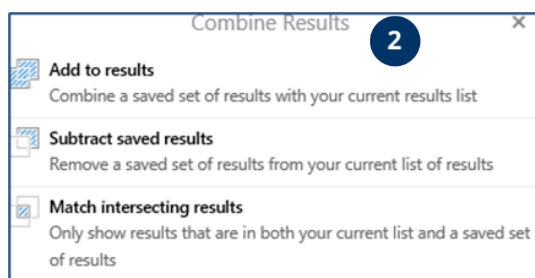 Combine Results
2
×
Add to results
Combine a saved set of results with your current results list
Subtract saved results
Remove a saved set of results from your current list of results
Match intersecting results
Only show results that are in both your current list and a saved set
of results